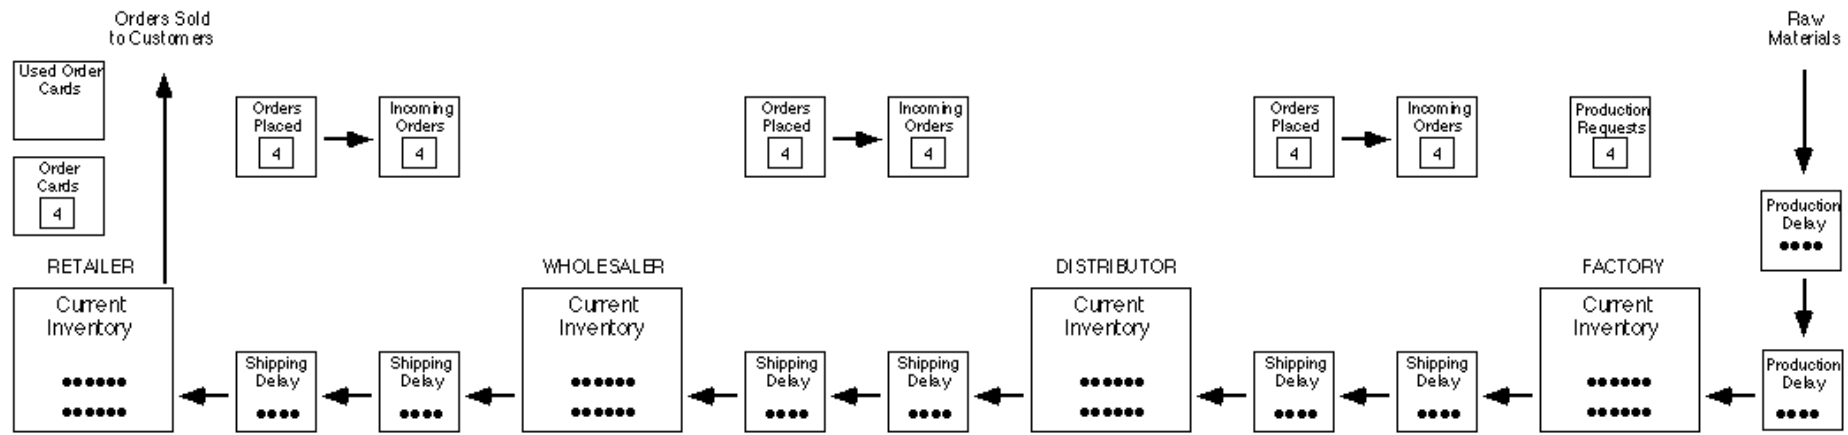 Orders Sold
to Customers
Raw
Materials
Used Order
Cards
Orders
Placed
4
Incoming
Orders
4
Orders
Placed
4
Incoming
Orders
4
Orders
Placed
4
Incoming
Orders
4
Production
Requests
4
Order
Cards
4
Production
Delay
RETAILER
WHOLESALER
DISTRIBUTOR
FACTORY
Current
Inventory
Current
Inventory
Current
Inventory
Current
Inventory
Shipping
Delay
Shipping
Delay
Shipping
Delay
Shipping
Delay
Shipping
Delay
Shipping
Delay
Production
Delay